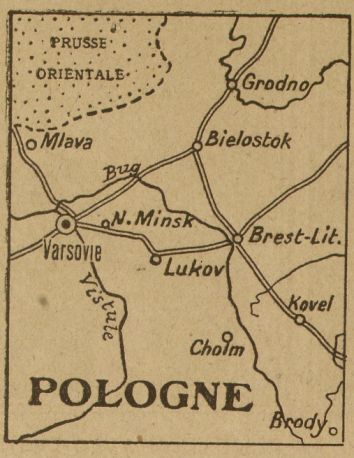 PRUSSE
ORIENTALE
Grodno
Mlava
Bielostok
Bug
N. Minsk
Varsovie
Brest-Lit.
Lukov
Vistule
Kovel
Cholm
POLOGNE
Brody